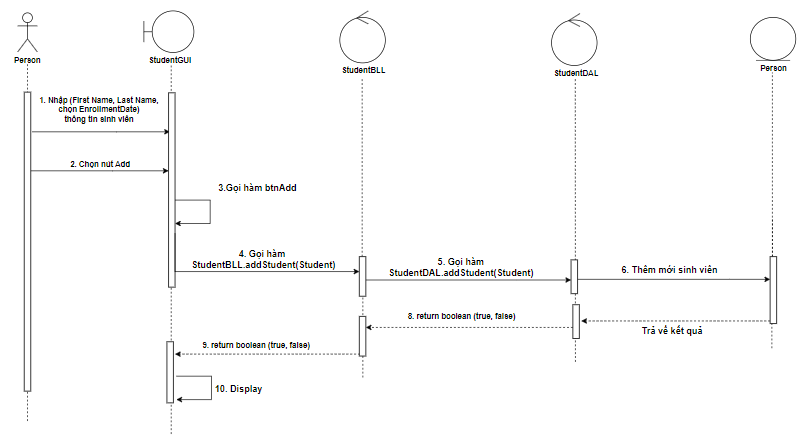 Person
StudentGUI
StudentBLL
StudentDAL
Person
1. Nhập (First Name, Last Name,
chọn EnrollmentDate)
thông tin sinh viên
2. Chọn nút Add
3.Gọi hàm btnAdd
4. Gọi hàm
StudentBLL.addStudent(Student)
5. Gọi hàm
StudentDAL.addStudent(Student)
6. Thêm mới sinh viên
Trả về kết quả
8. return boolean (true, false)
9. return boolean (true, false)
10. Display